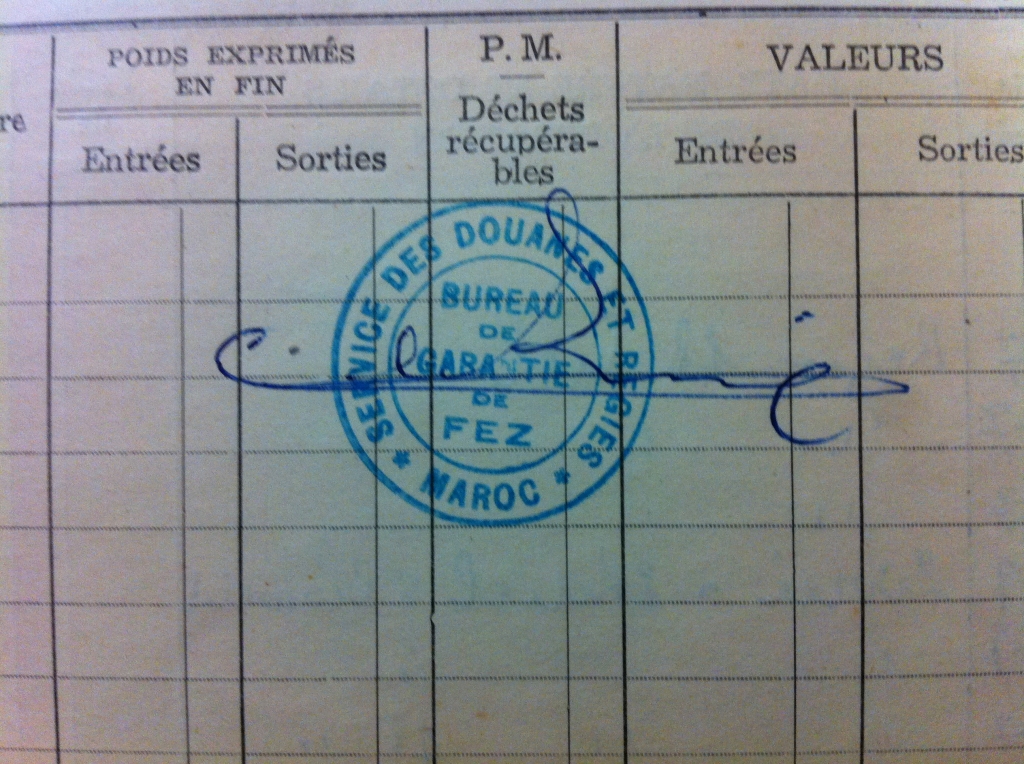 POIDS EXPRIMÉS
EN FIN
P. M.
VALEURS
re
Entrées
Sorties
Déchets
récupéra-
bles
Entrées
Sorties
SERVICE DES DOUANES ET REGIES
BUREAU
DE
GARANTIE
DE
FEZ
* MAROC *